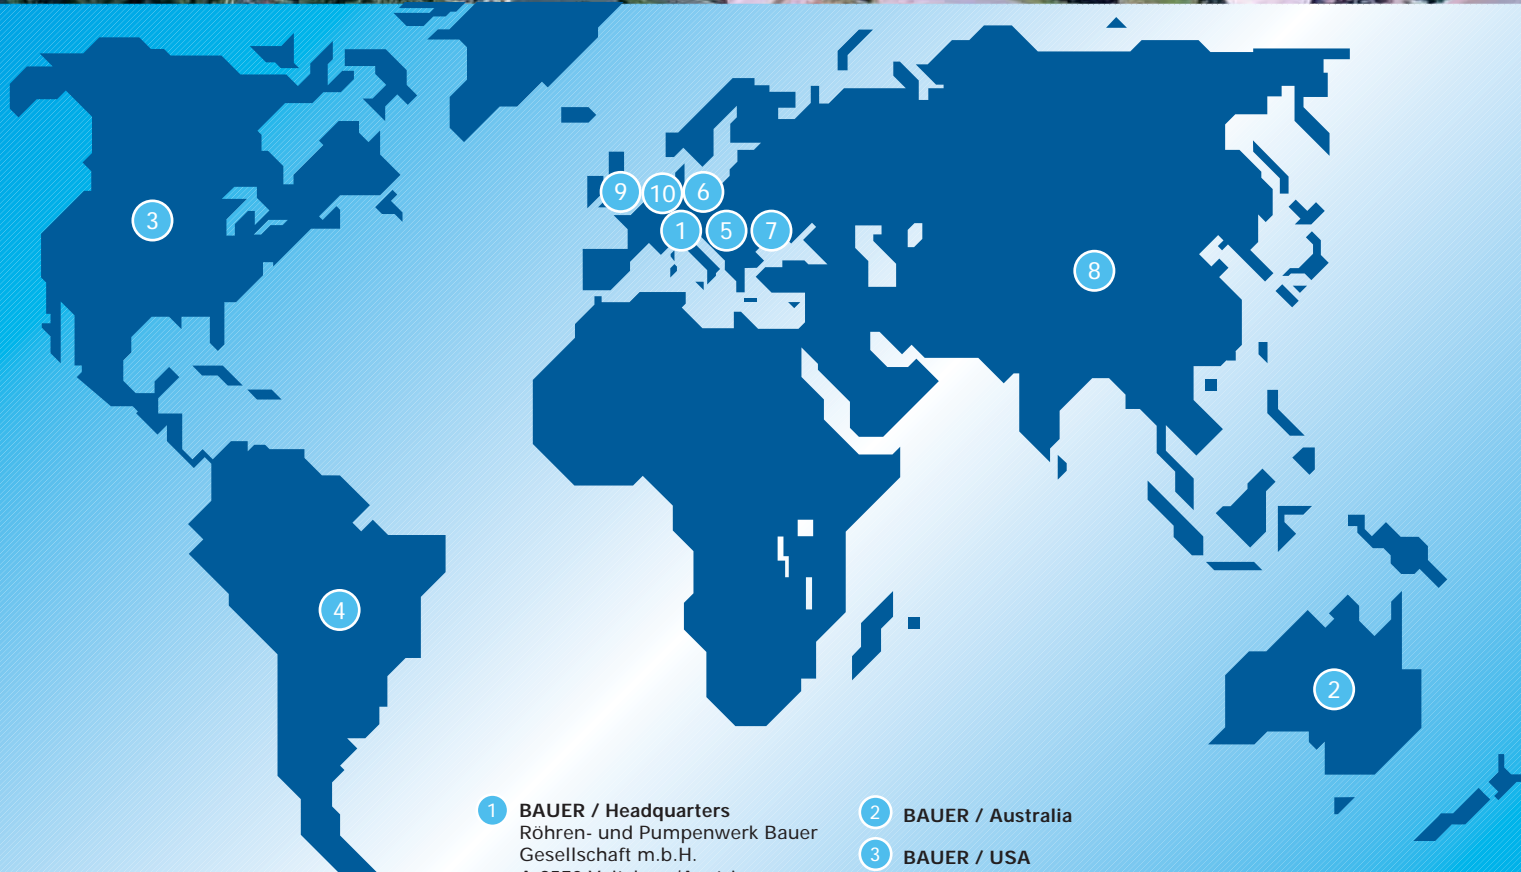 3
9
10
6
1
5
7
8
4
2
1 BAUER / Headquarters
Röhren- und Pumpenwerk Bauer
Gesellschaft m.b.H.
2 BAUER / Australia
3 BAUER / USA